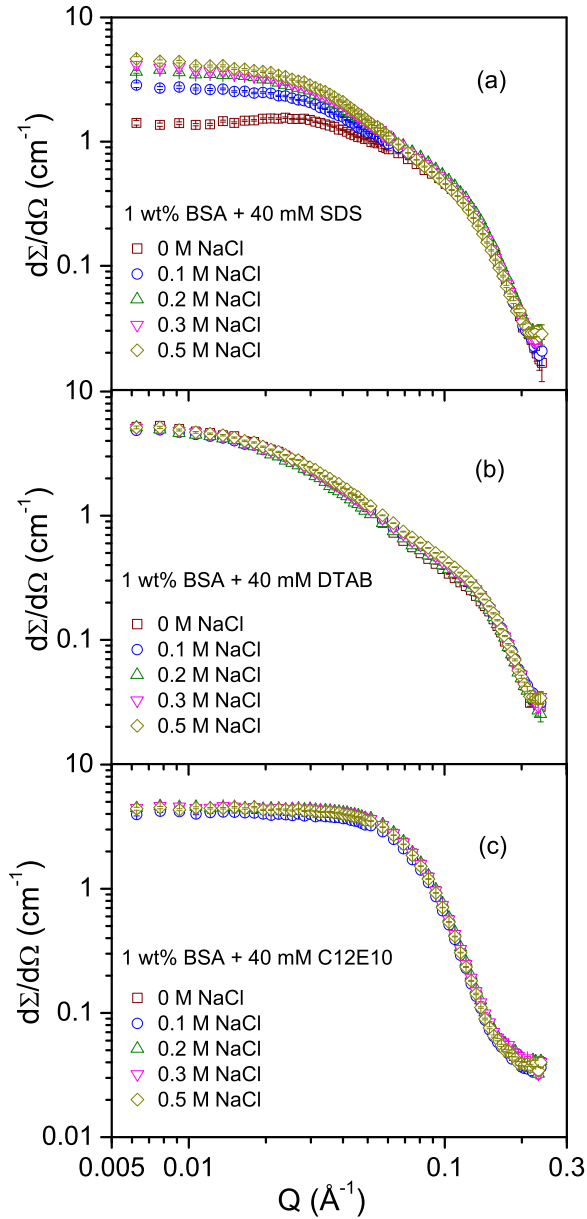 10
(a)
1
dΣ/dΩ (cm⁻¹)
1 wt% BSA + 40 mM SDS
0 M NaCl
0.1 M NaCl
0.2 M NaCl
0.3 M NaCl
0.5 M NaCl
0.1
10
(b)
1
dΣ/dΩ (cm⁻¹)
1 wt% BSA + 40 mM DTAB
0 M NaCl
0.1 M NaCl
0.2 M NaCl
0.3 M NaCl
0.5 M NaCl
0.1
10
(c)
1
dΣ/dΩ (cm⁻¹)
1 wt% BSA + 40 mM C12E10
0 M NaCl
0.1 M NaCl
0.2 M NaCl
0.3 M NaCl
0.5 M NaCl
0.1
0.01
0.005 0.01 0.1 0.3
Q (Å⁻¹)